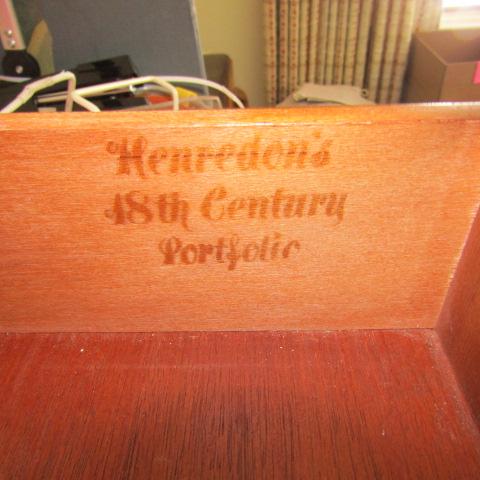 Henredon's
18th Century
Portfolio